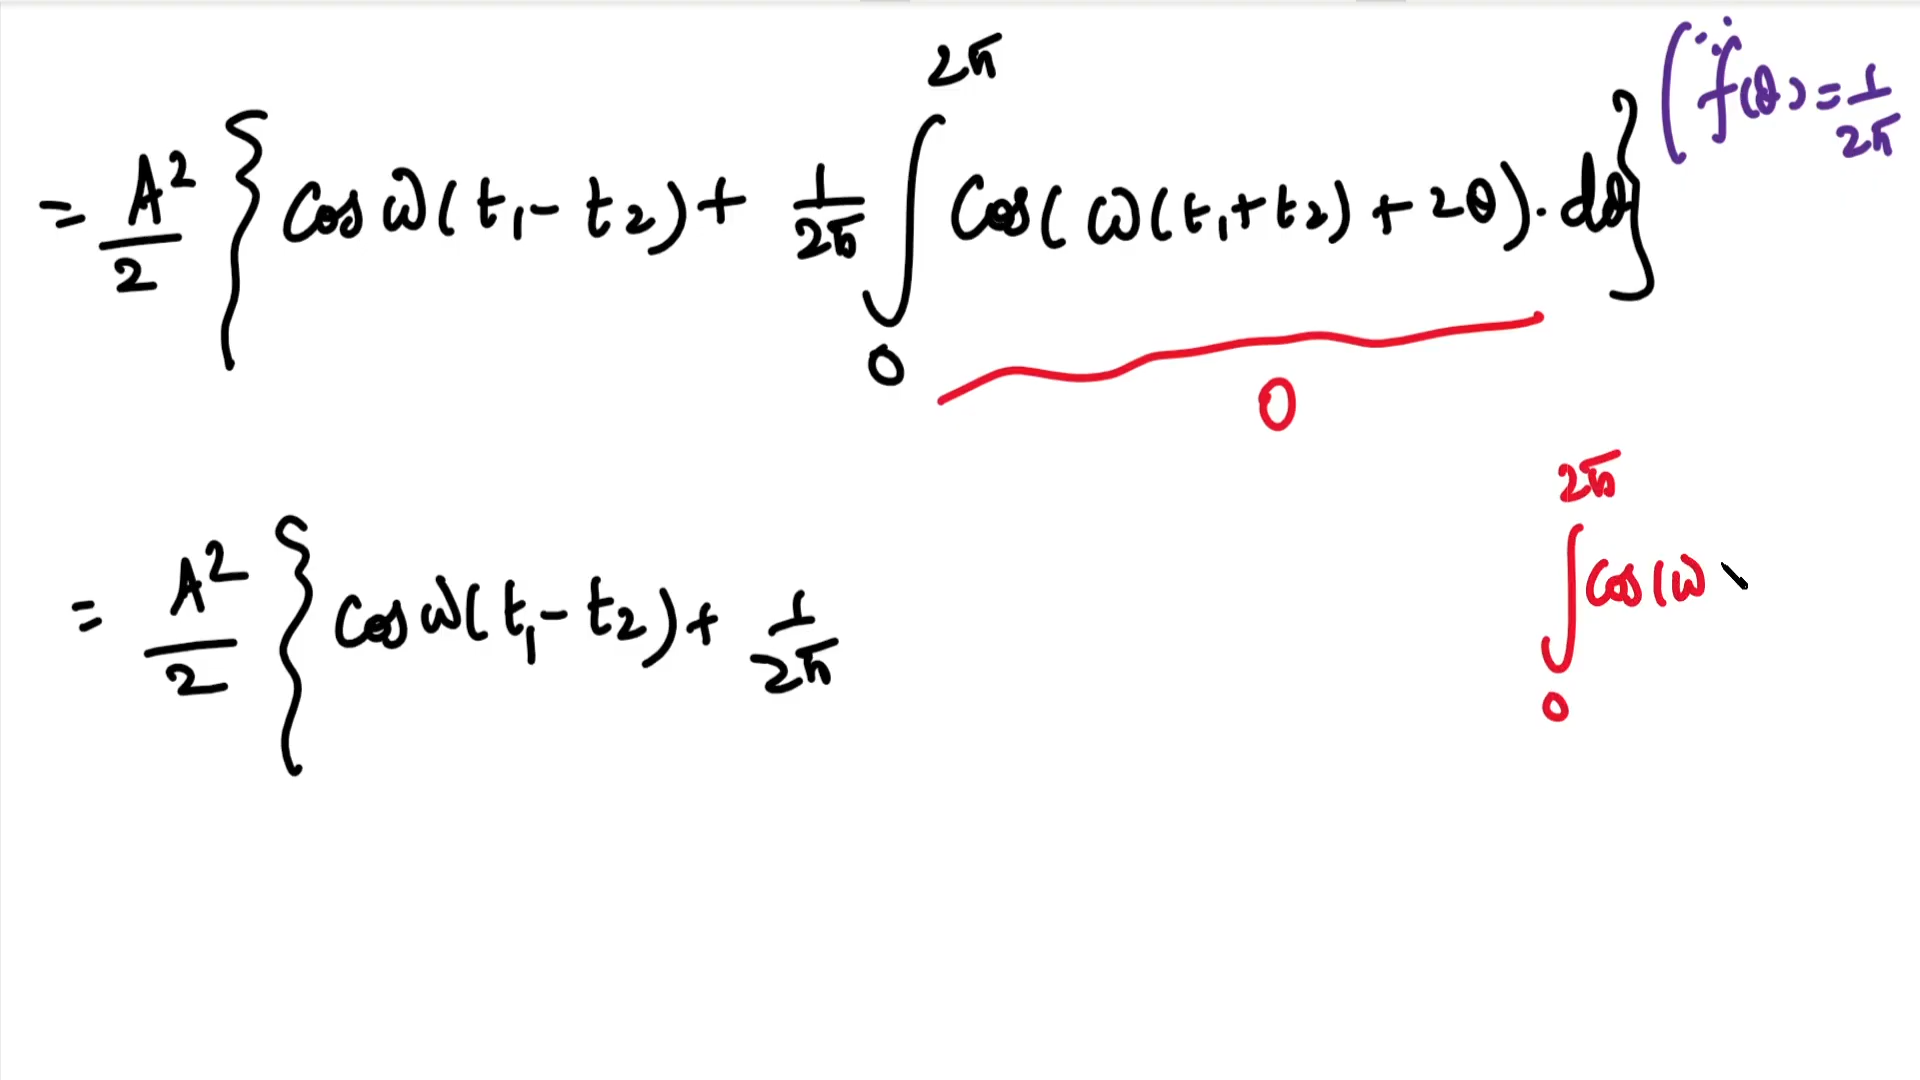 = A²/2 { cos ω(t₁ - t₂) + 1/2π ∫₀^2π cos(ω(t₁+t₂) + 2θ). dθ} (∵ f(θ) = 1/2π
0
= A²/2 { cos ω(t₁ - t₂) + 1/2π
∫₀^2π cos(ω